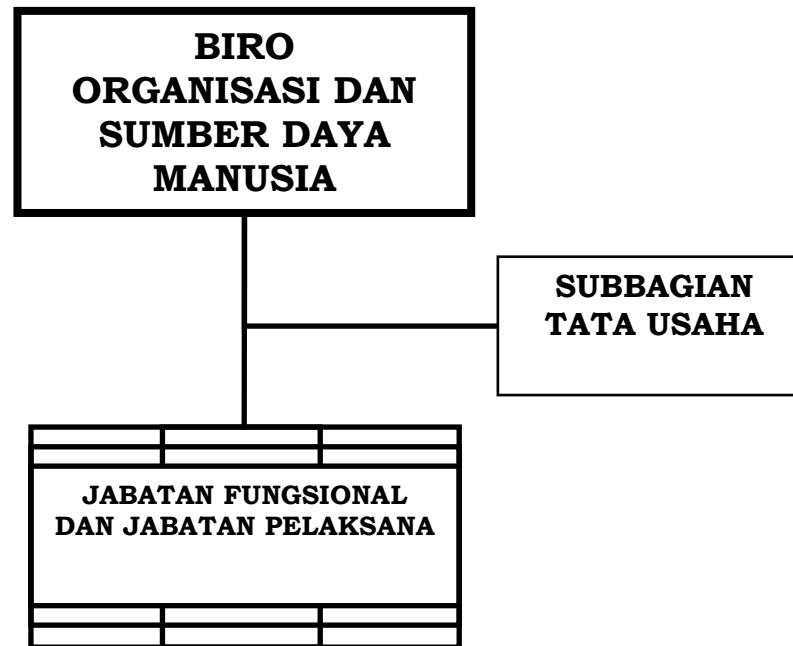 BIRO
ORGANISASI DAN
SUMBER DAYA
MANUSIA
SUBBAGIAN
TATA USAHA
JABATAN FUNGSIONAL
DAN JABATAN PELAKSANA